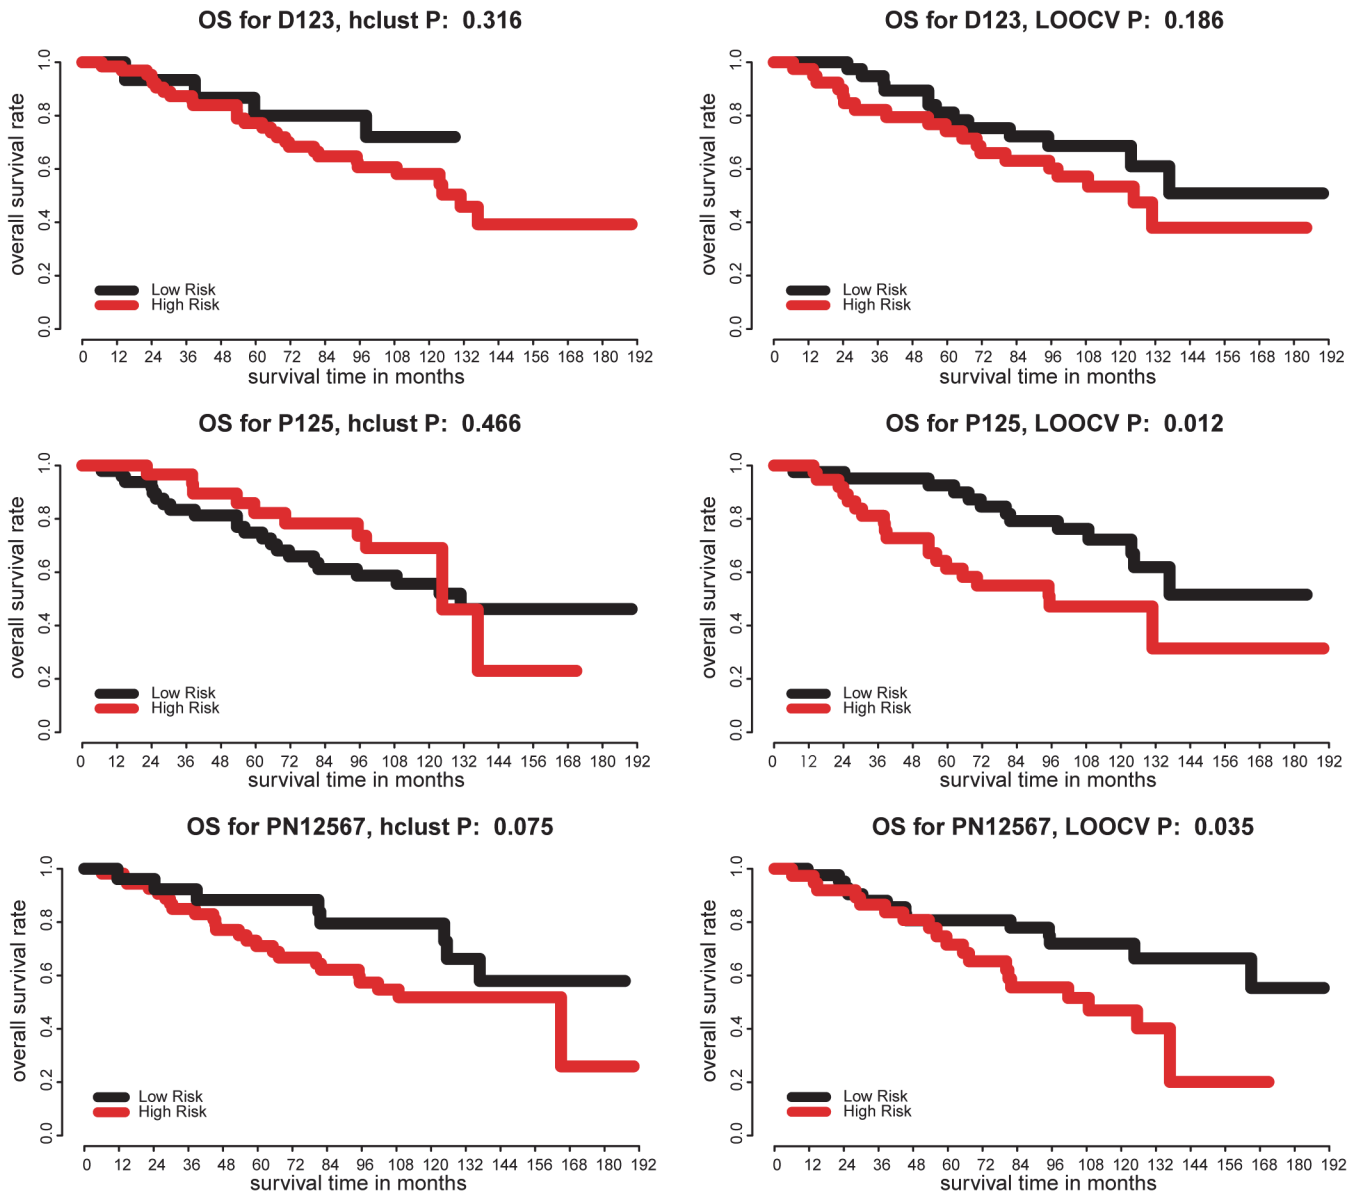 OS for D123, hclust P: 0.316
overall survival rate
0.0 0.2 0.4 0.6 0.8 1.0
Low Risk
High Risk
0 12 24 36 48 60 72 84 96 108 120 132 144 156 168 180 192
survival time in months
OS for D123, LOOCV P: 0.186
overall survival rate
0.0 0.2 0.4 0.6 0.8 1.0
Low Risk
High Risk
0 12 24 36 48 60 72 84 96 108 120 132 144 156 168 180 192
survival time in months
OS for P125, hclust P: 0.466
overall survival rate
0.0 0.2 0.4 0.6 0.8 1.0
Low Risk
High Risk
0 12 24 36 48 60 72 84 96 108 120 132 144 156 168 180 192
survival time in months
OS for P125, LOOCV P: 0.012
overall survival rate
0.0 0.2 0.4 0.6 0.8 1.0
Low Risk
High Risk
0 12 24 36 48 60 72 84 96 108 120 132 144 156 168 180 192
survival time in months
OS for PN12567, hclust P: 0.075
overall survival rate
0.0 0.2 0.4 0.6 0.8 1.0
Low Risk
High Risk
0 12 24 36 48 60 72 84 96 108 120 132 144 156 168 180 192
survival time in months
OS for PN12567, LOOCV P: 0.035
overall survival rate
0.0 0.2 0.4 0.6 0.8 1.0
Low Risk
High Risk
0 12 24 36 48 60 72 84 96 108 120 132 144 156 168 180 192
survival time in months